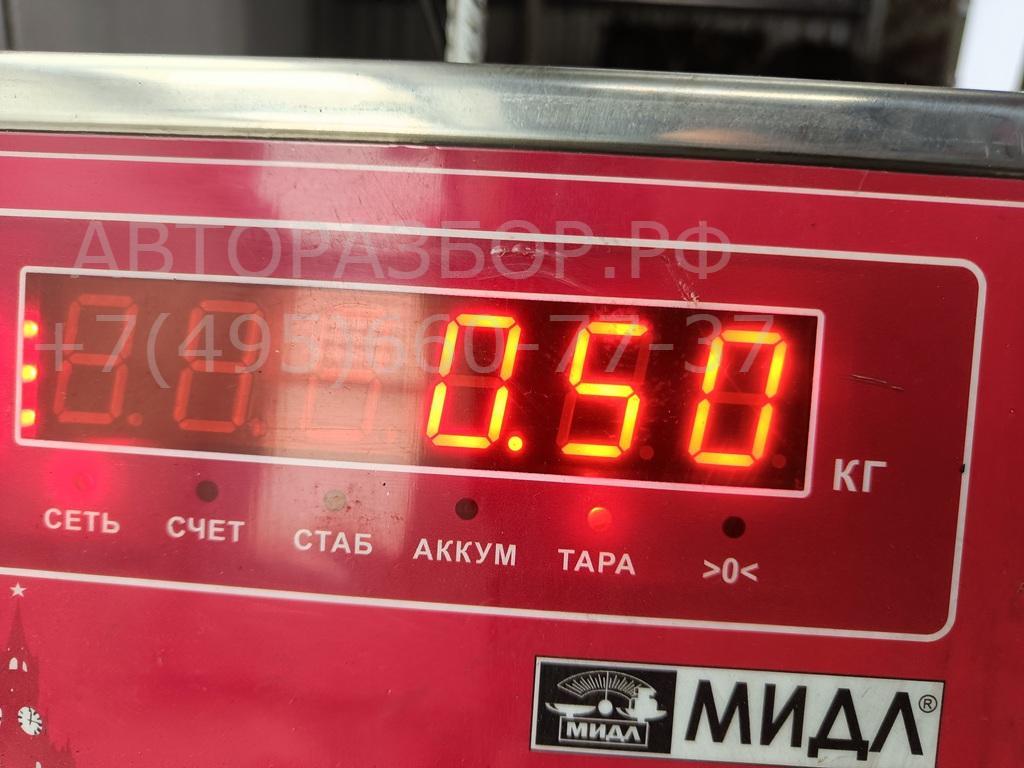 АВТОРАЗБОР.РФ
+7(495)660-77-37
0.50 КГ
СЕТЬ СЧЕТ СТАБ АККУМ ТАРА >0<
МИДЛ МИДЛ®